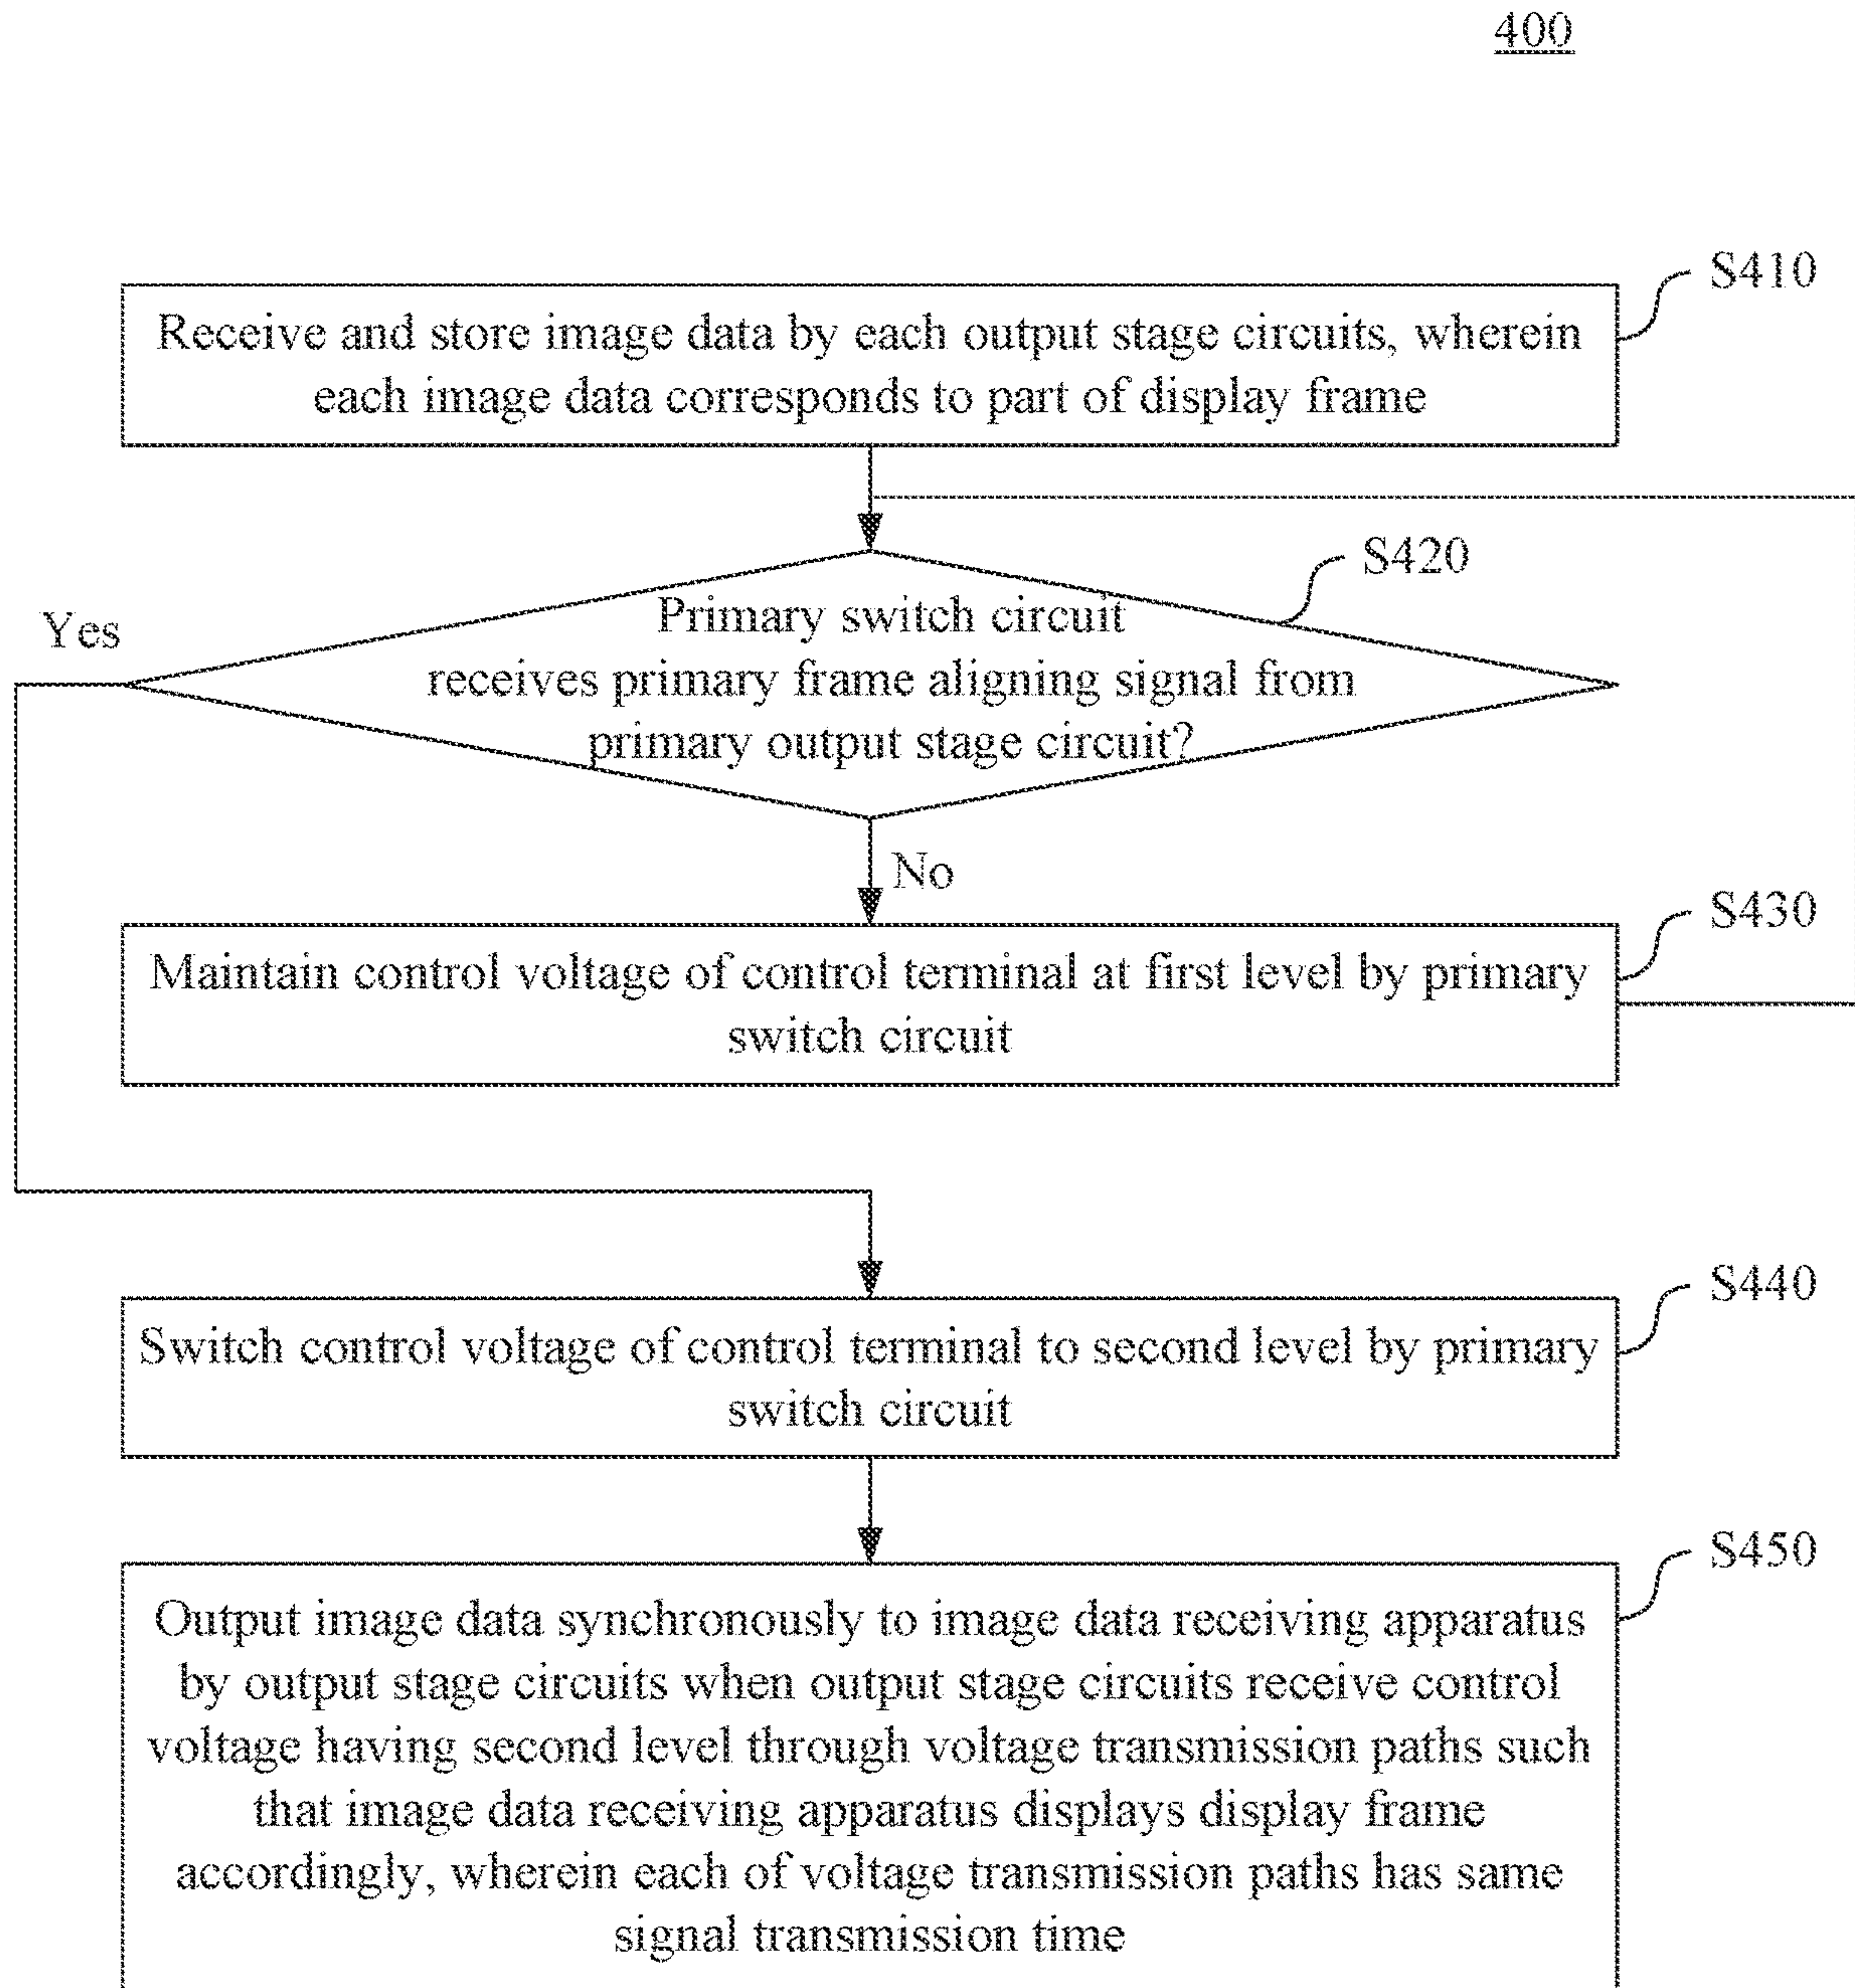 400
S410
Receive and store image data by each output stage circuits, wherein
each image data corresponds to part of display frame
S420
Yes
Primary switch circuit
receives primary frame aligning signal from
primary output stage circuit?
No
S430
Maintain control voltage of control terminal at first level by primary
switch circuit
S440
Switch control voltage of control terminal to second level by primary
switch circuit
S450
Output image data synchronously to image data receiving apparatus
by output stage circuits when output stage circuits receive control
voltage having second level through voltage transmission paths such
that image data receiving apparatus displays display frame
accordingly, wherein each of voltage transmission paths has same
signal transmission time